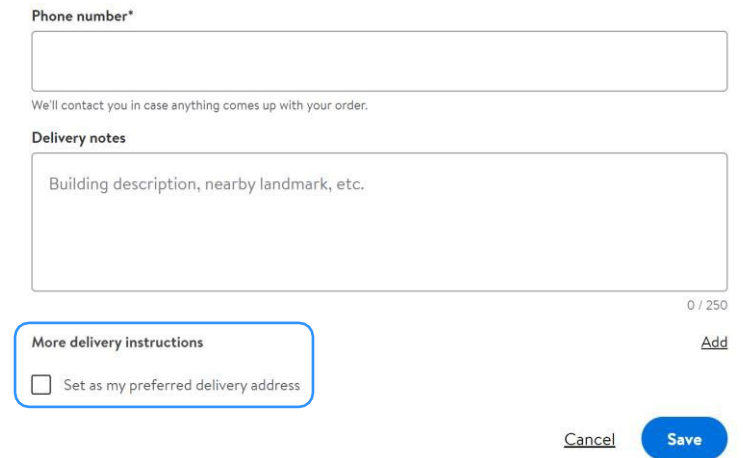 Phone number*
We'll contact you in case anything comes up with your order.
Delivery notes
Building description, nearby landmark, etc.
0 / 250
More delivery instructions Add
Set as my preferred delivery address
Cancel Save